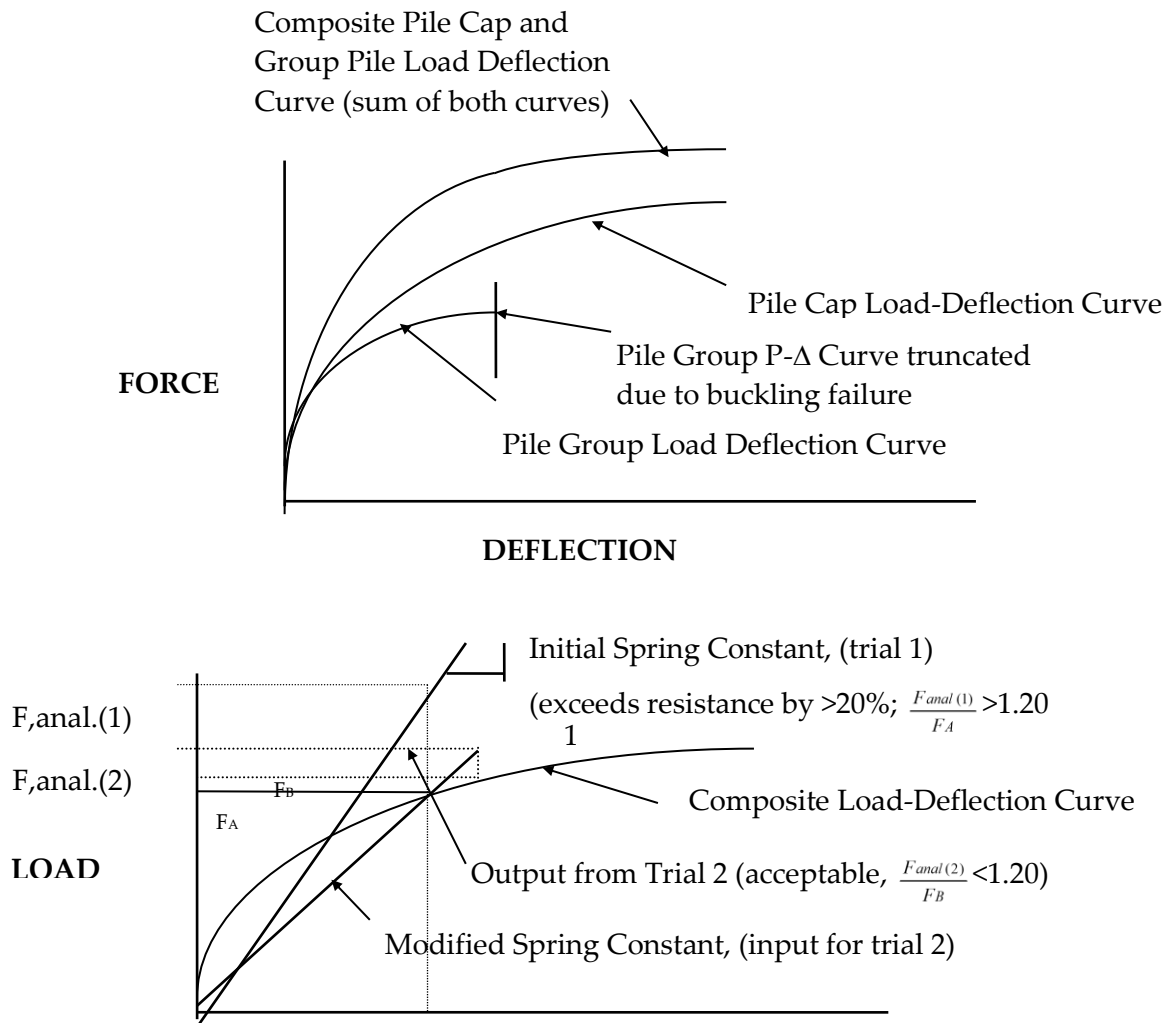 Composite Pile Cap and
Group Pile Load Deflection
Curve (sum of both curves)
Pile Cap Load-Deflection Curve
Pile Group P-Δ Curve truncated
due to buckling failure
FORCE
Pile Group Load Deflection Curve
DEFLECTION
Initial Spring Constant, (trial 1)
(exceeds resistance by >20%; Fanal (1)/FA >1.20
1
F,anal.(1)
F,anal.(2)
FB
FA
Composite Load-Deflection Curve
LOAD
Output from Trial 2 (acceptable, Fanal (2)/FB <1.20)
Modified Spring Constant, (input for trial 2)